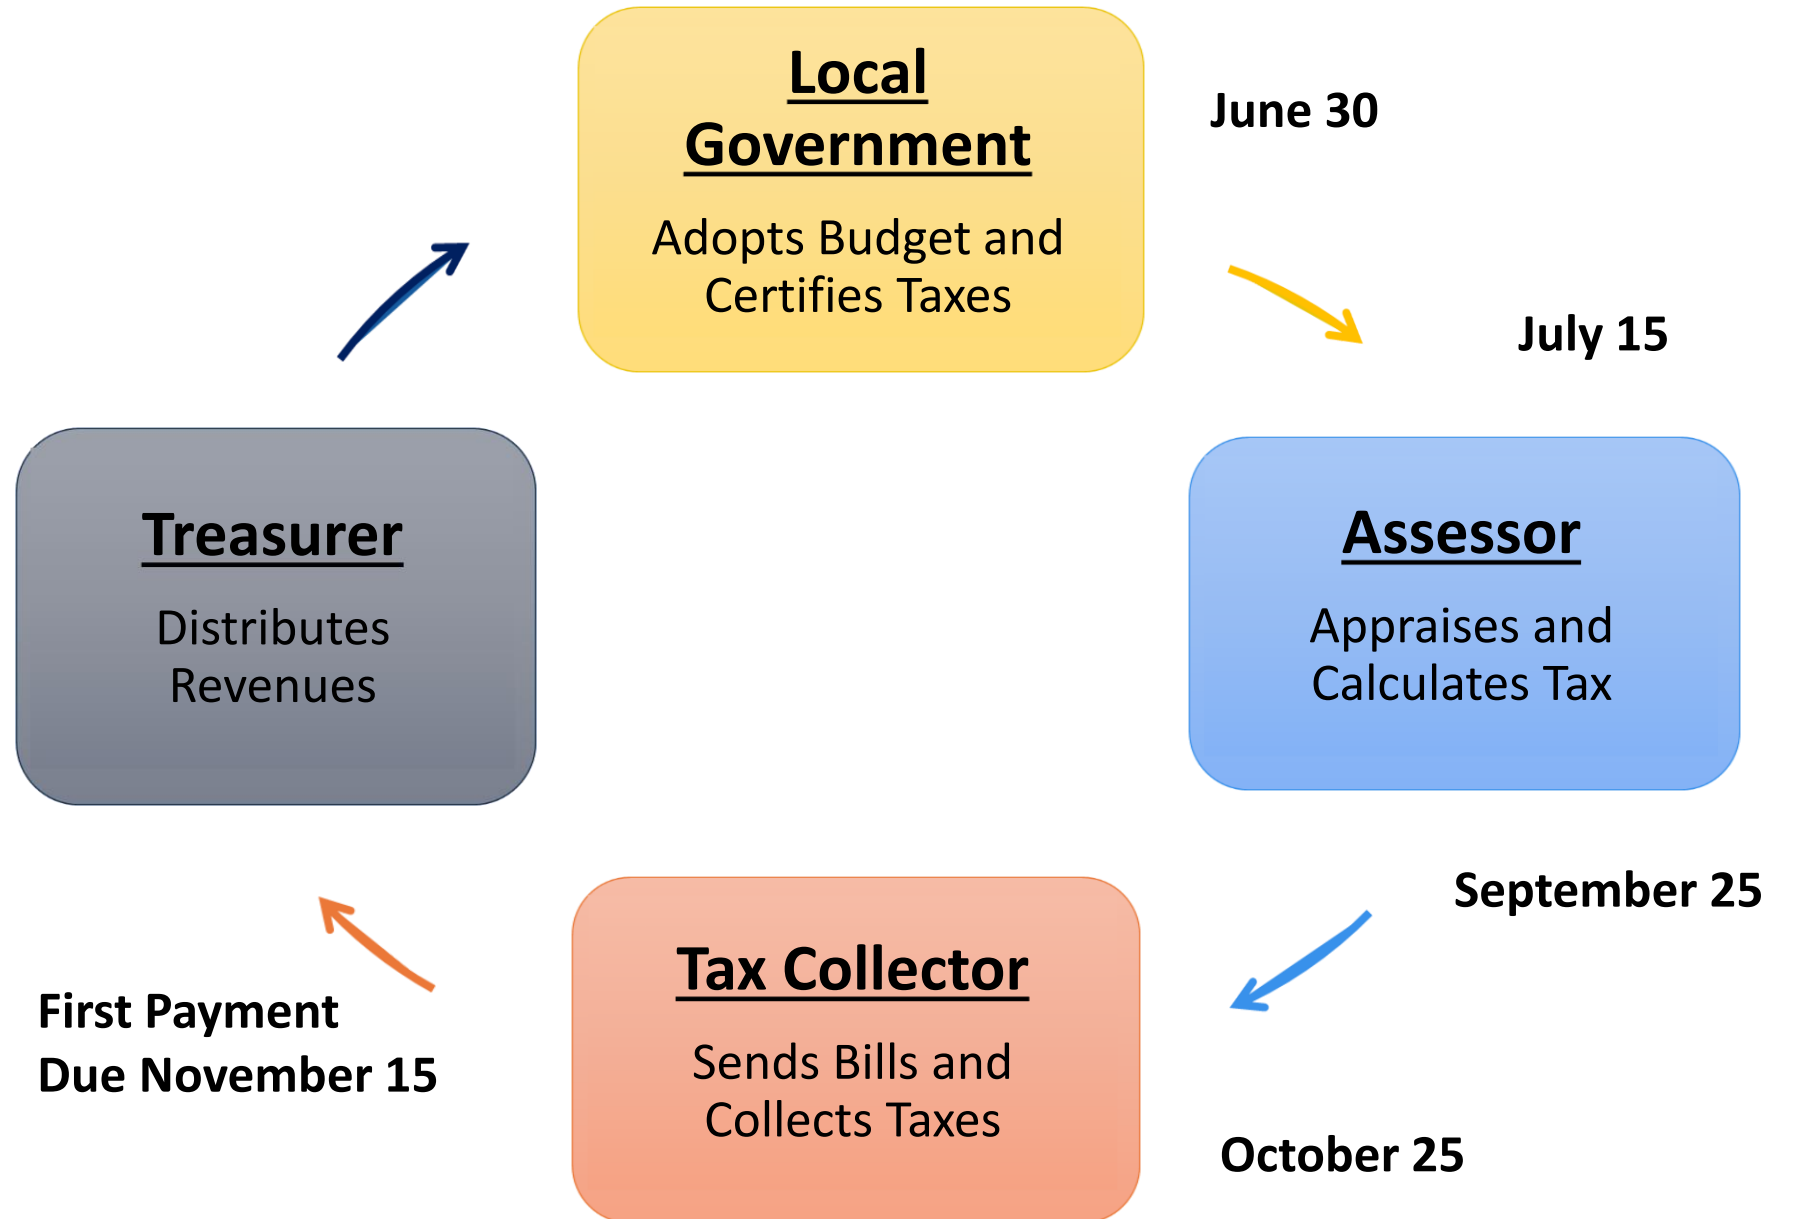 Local
Government
Adopts Budget and
Certifies Taxes
June 30
July 15
Assessor
Appraises and
Calculates Tax
September 25
October 25
Tax Collector
Sends Bills and
Collects Taxes
First Payment
Due November 15
Treasurer
Distributes
Revenues